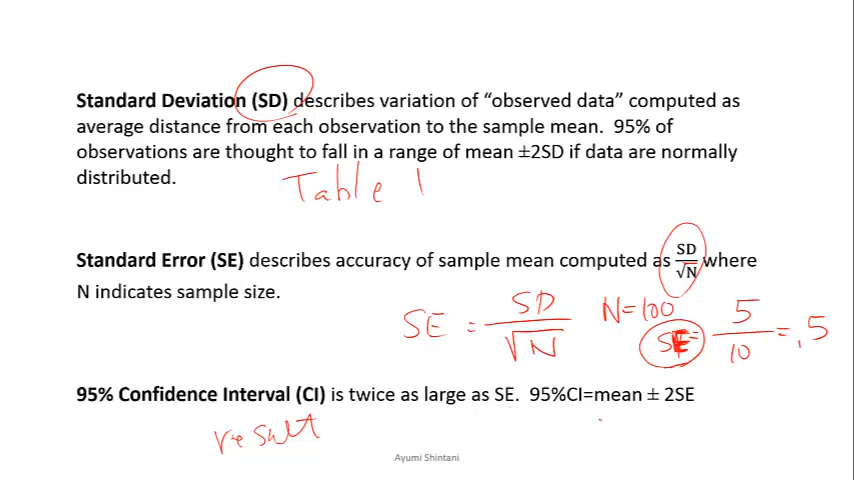 Standard Deviation (SD) describes variation of “observed data” computed as
average distance from each observation to the sample mean.  95% of
observations are thought to fall in a range of mean ±2SD if data are normally
distributed.
Table 1
Standard Error (SE) describes accuracy of sample mean computed as SD/√N where
N indicates sample size.
SE = SD/√N N=100 SE= 5/10 = .5
95% Confidence Interval (CI) is twice as large as SE.  95%CI=mean ± 2SE
result
Ayumi Shintani